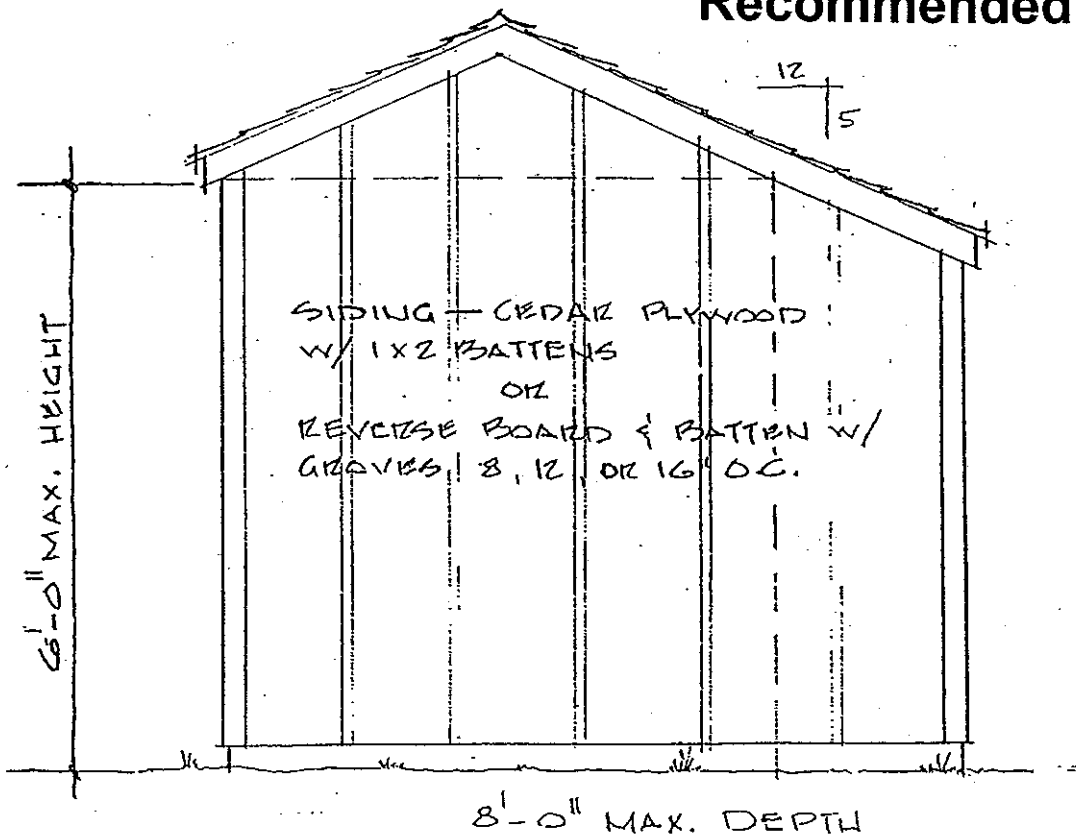 Recommended
12
5
SIDING — CEDAR PLYWOOD
W/ 1X2 BATTENS
OR
REVERSE BOARD & BATTEN W/
GROVES, 8, 12, OR 16" O.C.
6'-0" MAX. HEIGHT
8'-0" MAX. DEPTH